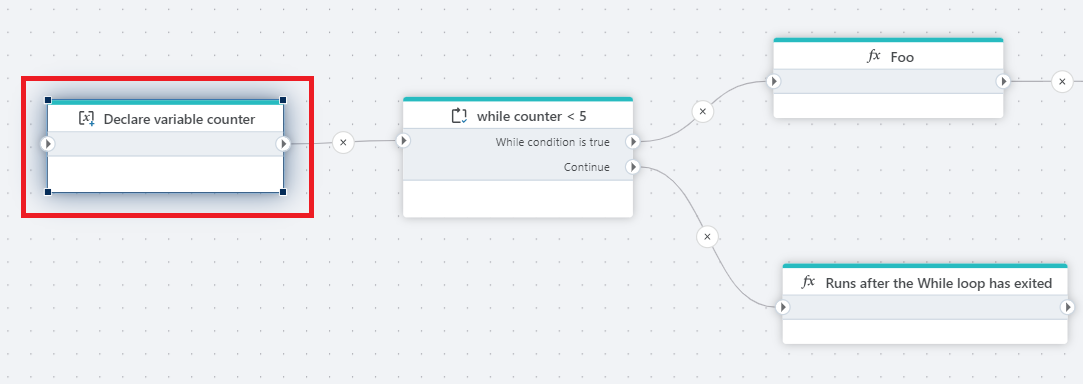 fx Foo
Declare variable counter
while counter < 5
While condition is true
Continue
fx Runs after the While loop has exited